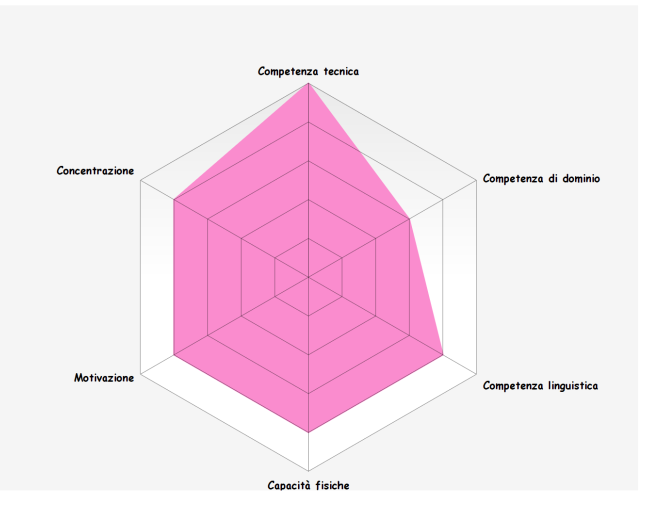 Competenza tecnica
Concentrazione
Competenza di dominio
Motivazione
Competenza linguistica
Capacità fisiche